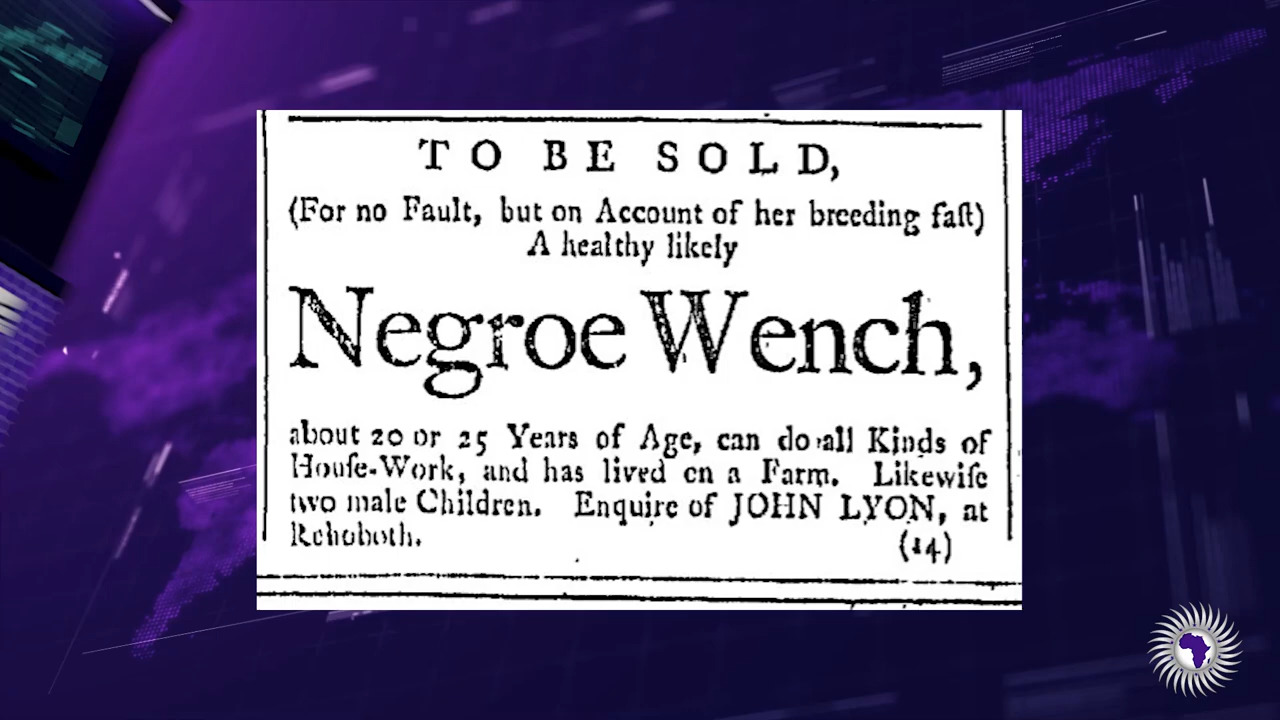 TO BE SOLD,
(For no Fault, but on Account of her breeding faſt)
A healthy likely
Negroe Wench,
about 20 or 25 Years of Age, can do all Kinds of
Houſe-Work, and has lived on a Farm. Likewiſe
two male Children. Enquire of JOHN LYON, at
Rehoboth. (14)